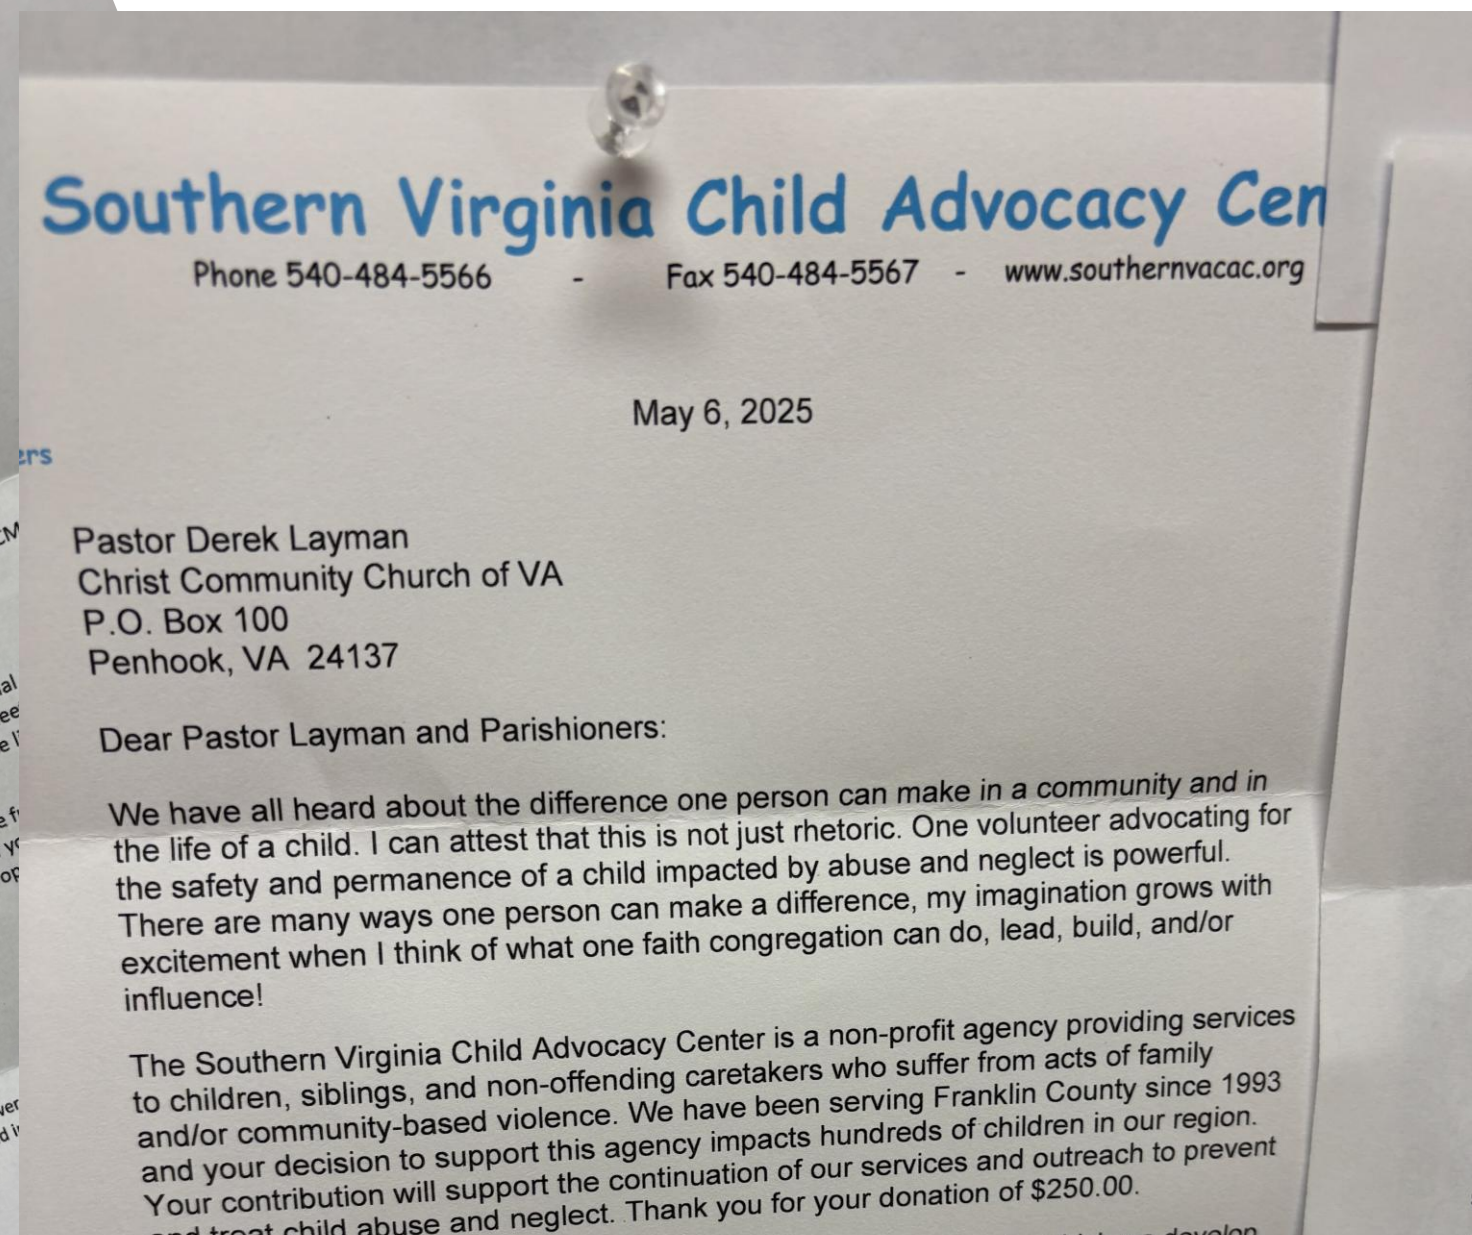 Southern Virginia Child Advocacy Cen
Phone 540-484-5566 - Fax 540-484-5567 - www.southernvacac.org
May 6, 2025
ers
Pastor Derek Layman
Christ Community Church of VA
P.O. Box 100
Penhook, VA 24137
Dear Pastor Layman and Parishioners:
We have all heard about the difference one person can make in a community and in
the life of a child. I can attest that this is not just rhetoric. One volunteer advocating for
the safety and permanence of a child impacted by abuse and neglect is powerful.
There are many ways one person can make a difference, my imagination grows with
excitement when I think of what one faith congregation can do, lead, build, and/or
influence!
The Southern Virginia Child Advocacy Center is a non-profit agency providing services
to children, siblings, and non-offending caretakers who suffer from acts of family
and/or community-based violence. We have been serving Franklin County since 1993
and your decision to support this agency impacts hundreds of children in our region.
Your contribution will support the continuation of our services and outreach to prevent
and treat child abuse and neglect. Thank you for your donation of $250.00.
develop